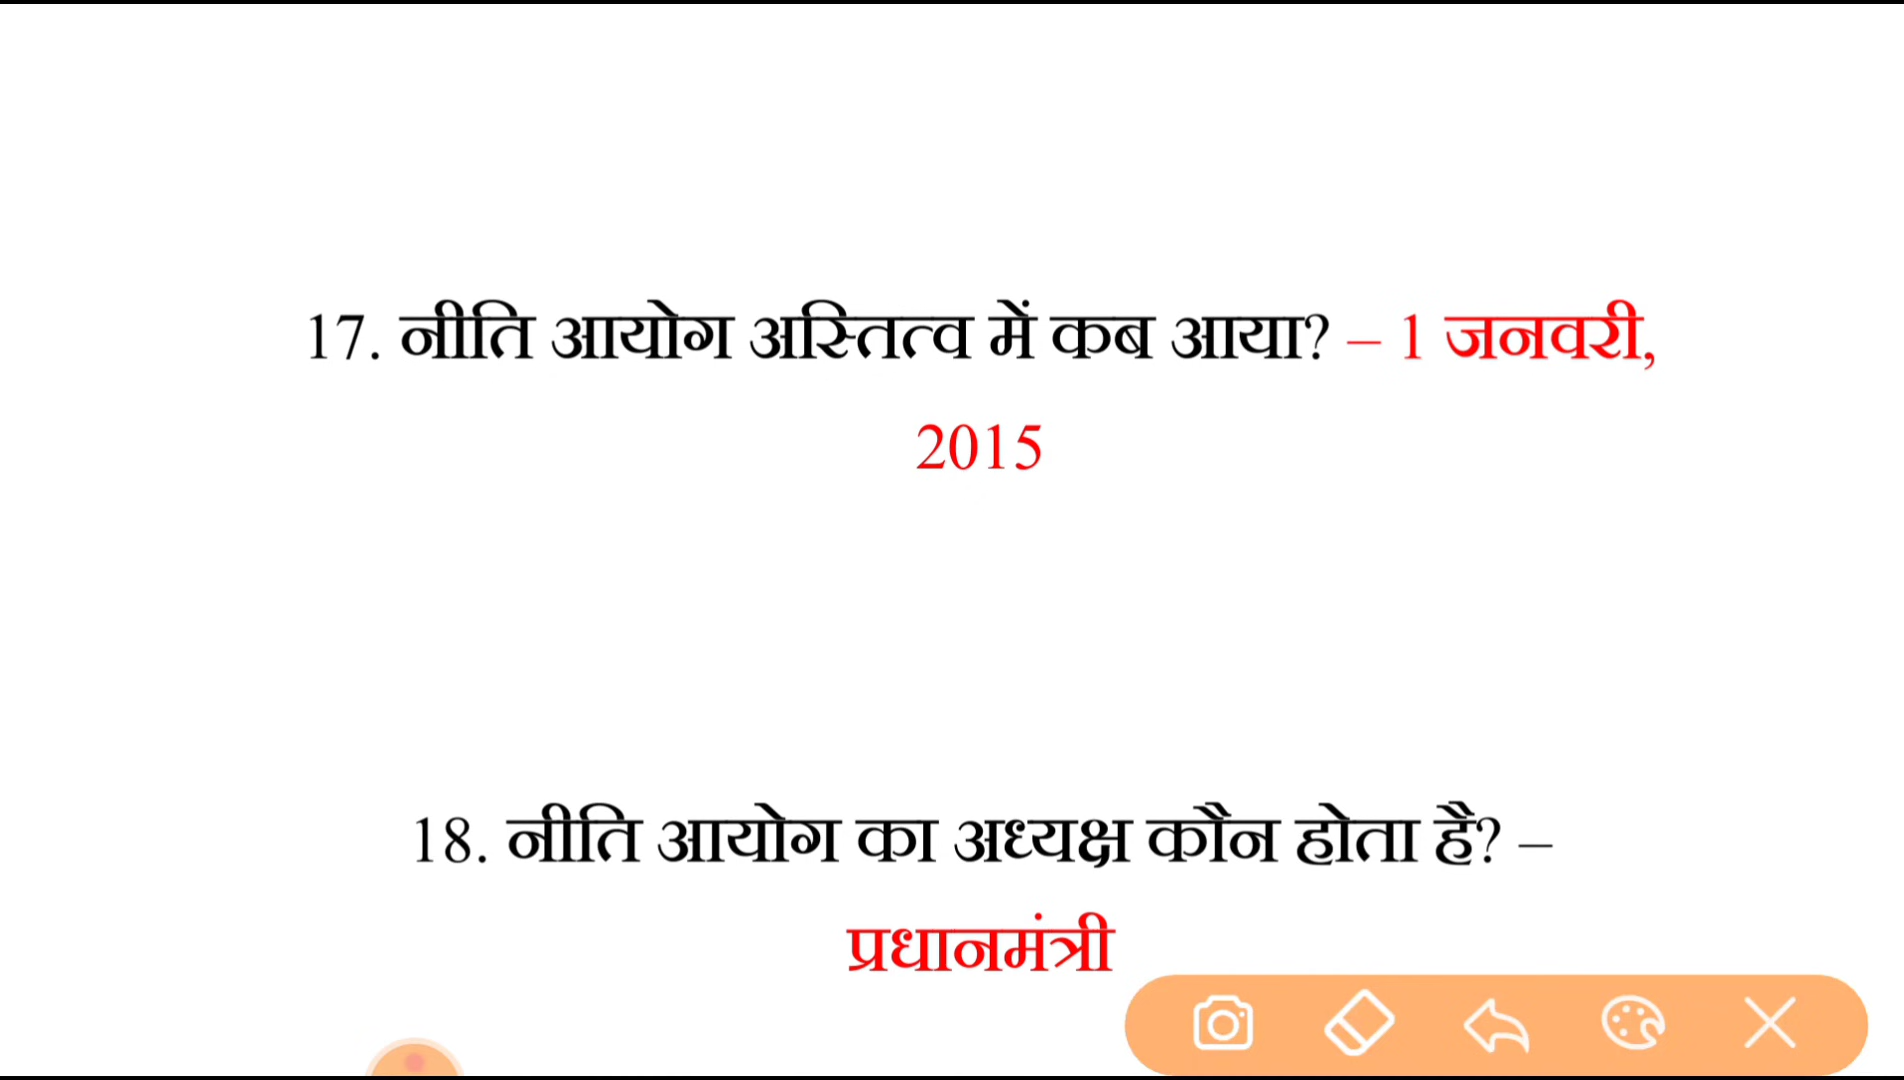 17. नीति आयोग अस्तित्व में कब आया? – 1 जनवरी,
2015
18. नीति आयोग का अध्यक्ष कौन होता है? –
प्रधानमंत्री